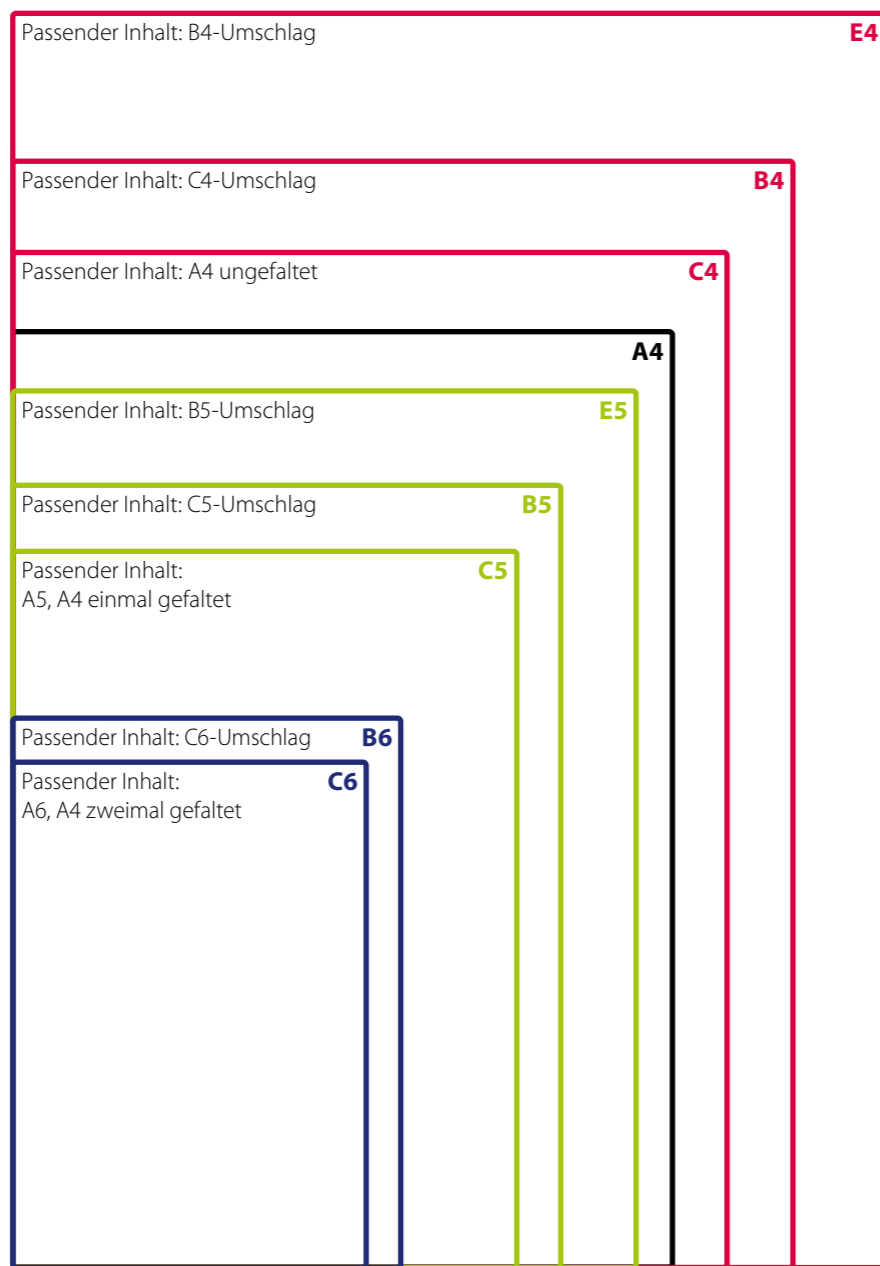 Passender Inhalt: B4-Umschlag E4
Passender Inhalt: C4-Umschlag B4
Passender Inhalt: A4 ungefaltet C4
A4
Passender Inhalt: B5-Umschlag E5
Passender Inhalt: C5-Umschlag B5
Passender Inhalt: C5
A5, A4 einmal gefaltet
Passender Inhalt: C6-Umschlag B6
Passender Inhalt: C6
A6, A4 zweimal gefaltet